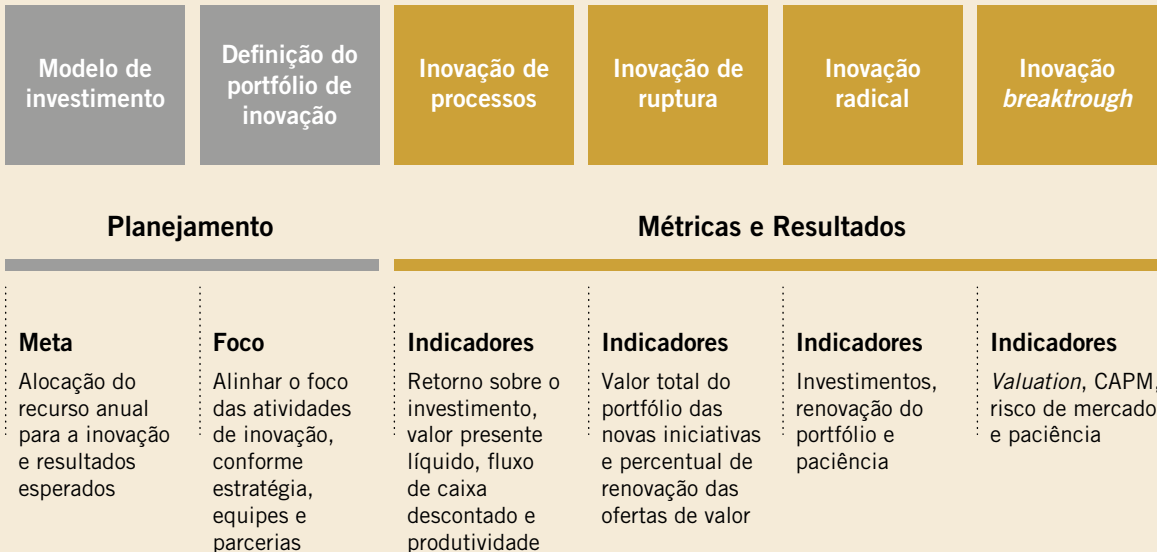 Modelo de
investimento
Definição do
portfólio de
inovação
Inovação de
processos
Inovação de
ruptura
Inovação
radical
Inovação
breaktrough
Planejamento
Métricas e Resultados
Meta
Alocação do
recurso anual
para a inovação
e resultados
esperados
Foco
Alinhar o foco
das atividades
de inovação,
conforme
estratégia,
equipes e
parcerias
Indicadores
Retorno sobre o
investimento,
valor presente
líquido, fluxo
de caixa
descontado e
produtividade
Indicadores
Valor total do
portfólio das
novas iniciativas
e percentual de
renovação das
ofertas de valor
Indicadores
Investimentos,
renovação do
portfólio e
paciência
Indicadores
Valuation, CAPM,
risco de mercado
e paciência